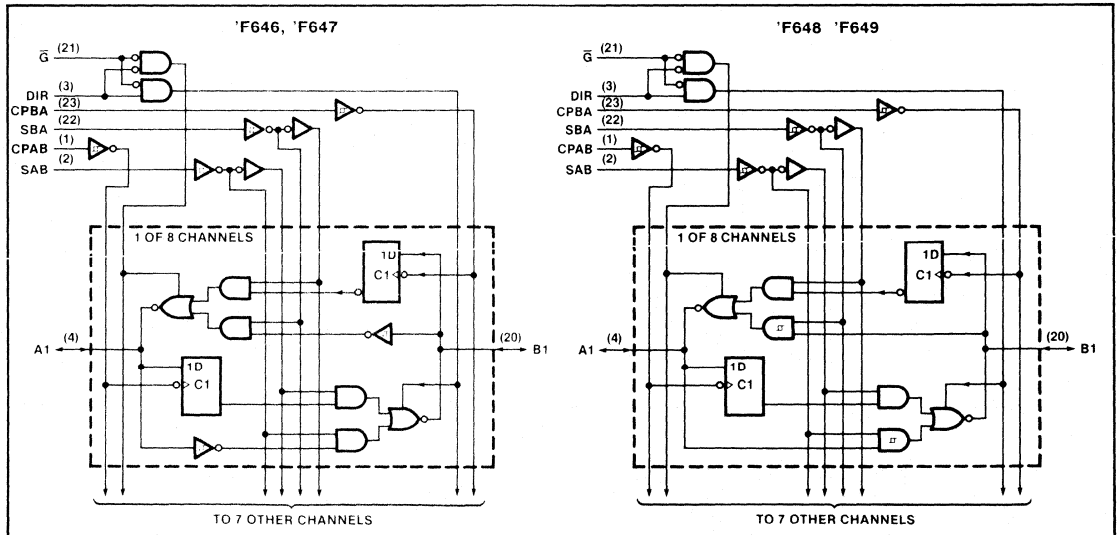 'F646, 'F647
G̅ (21)
DIR (3)
CPBA (23)
SBA (22)
CPAB (1)
SAB (2)
1 OF 8 CHANNELS
1D
C1
A1 (4)
(20) B1
1D
C1
TO 7 OTHER CHANNELS
'F648 'F649
G̅ (21)
DIR (3)
CPBA (23)
SBA (22)
CPAB (1)
SAB (2)
1 OF 8 CHANNELS
1D
C1
A1 (4)
(20) B1
1D
C1
TO 7 OTHER CHANNELS